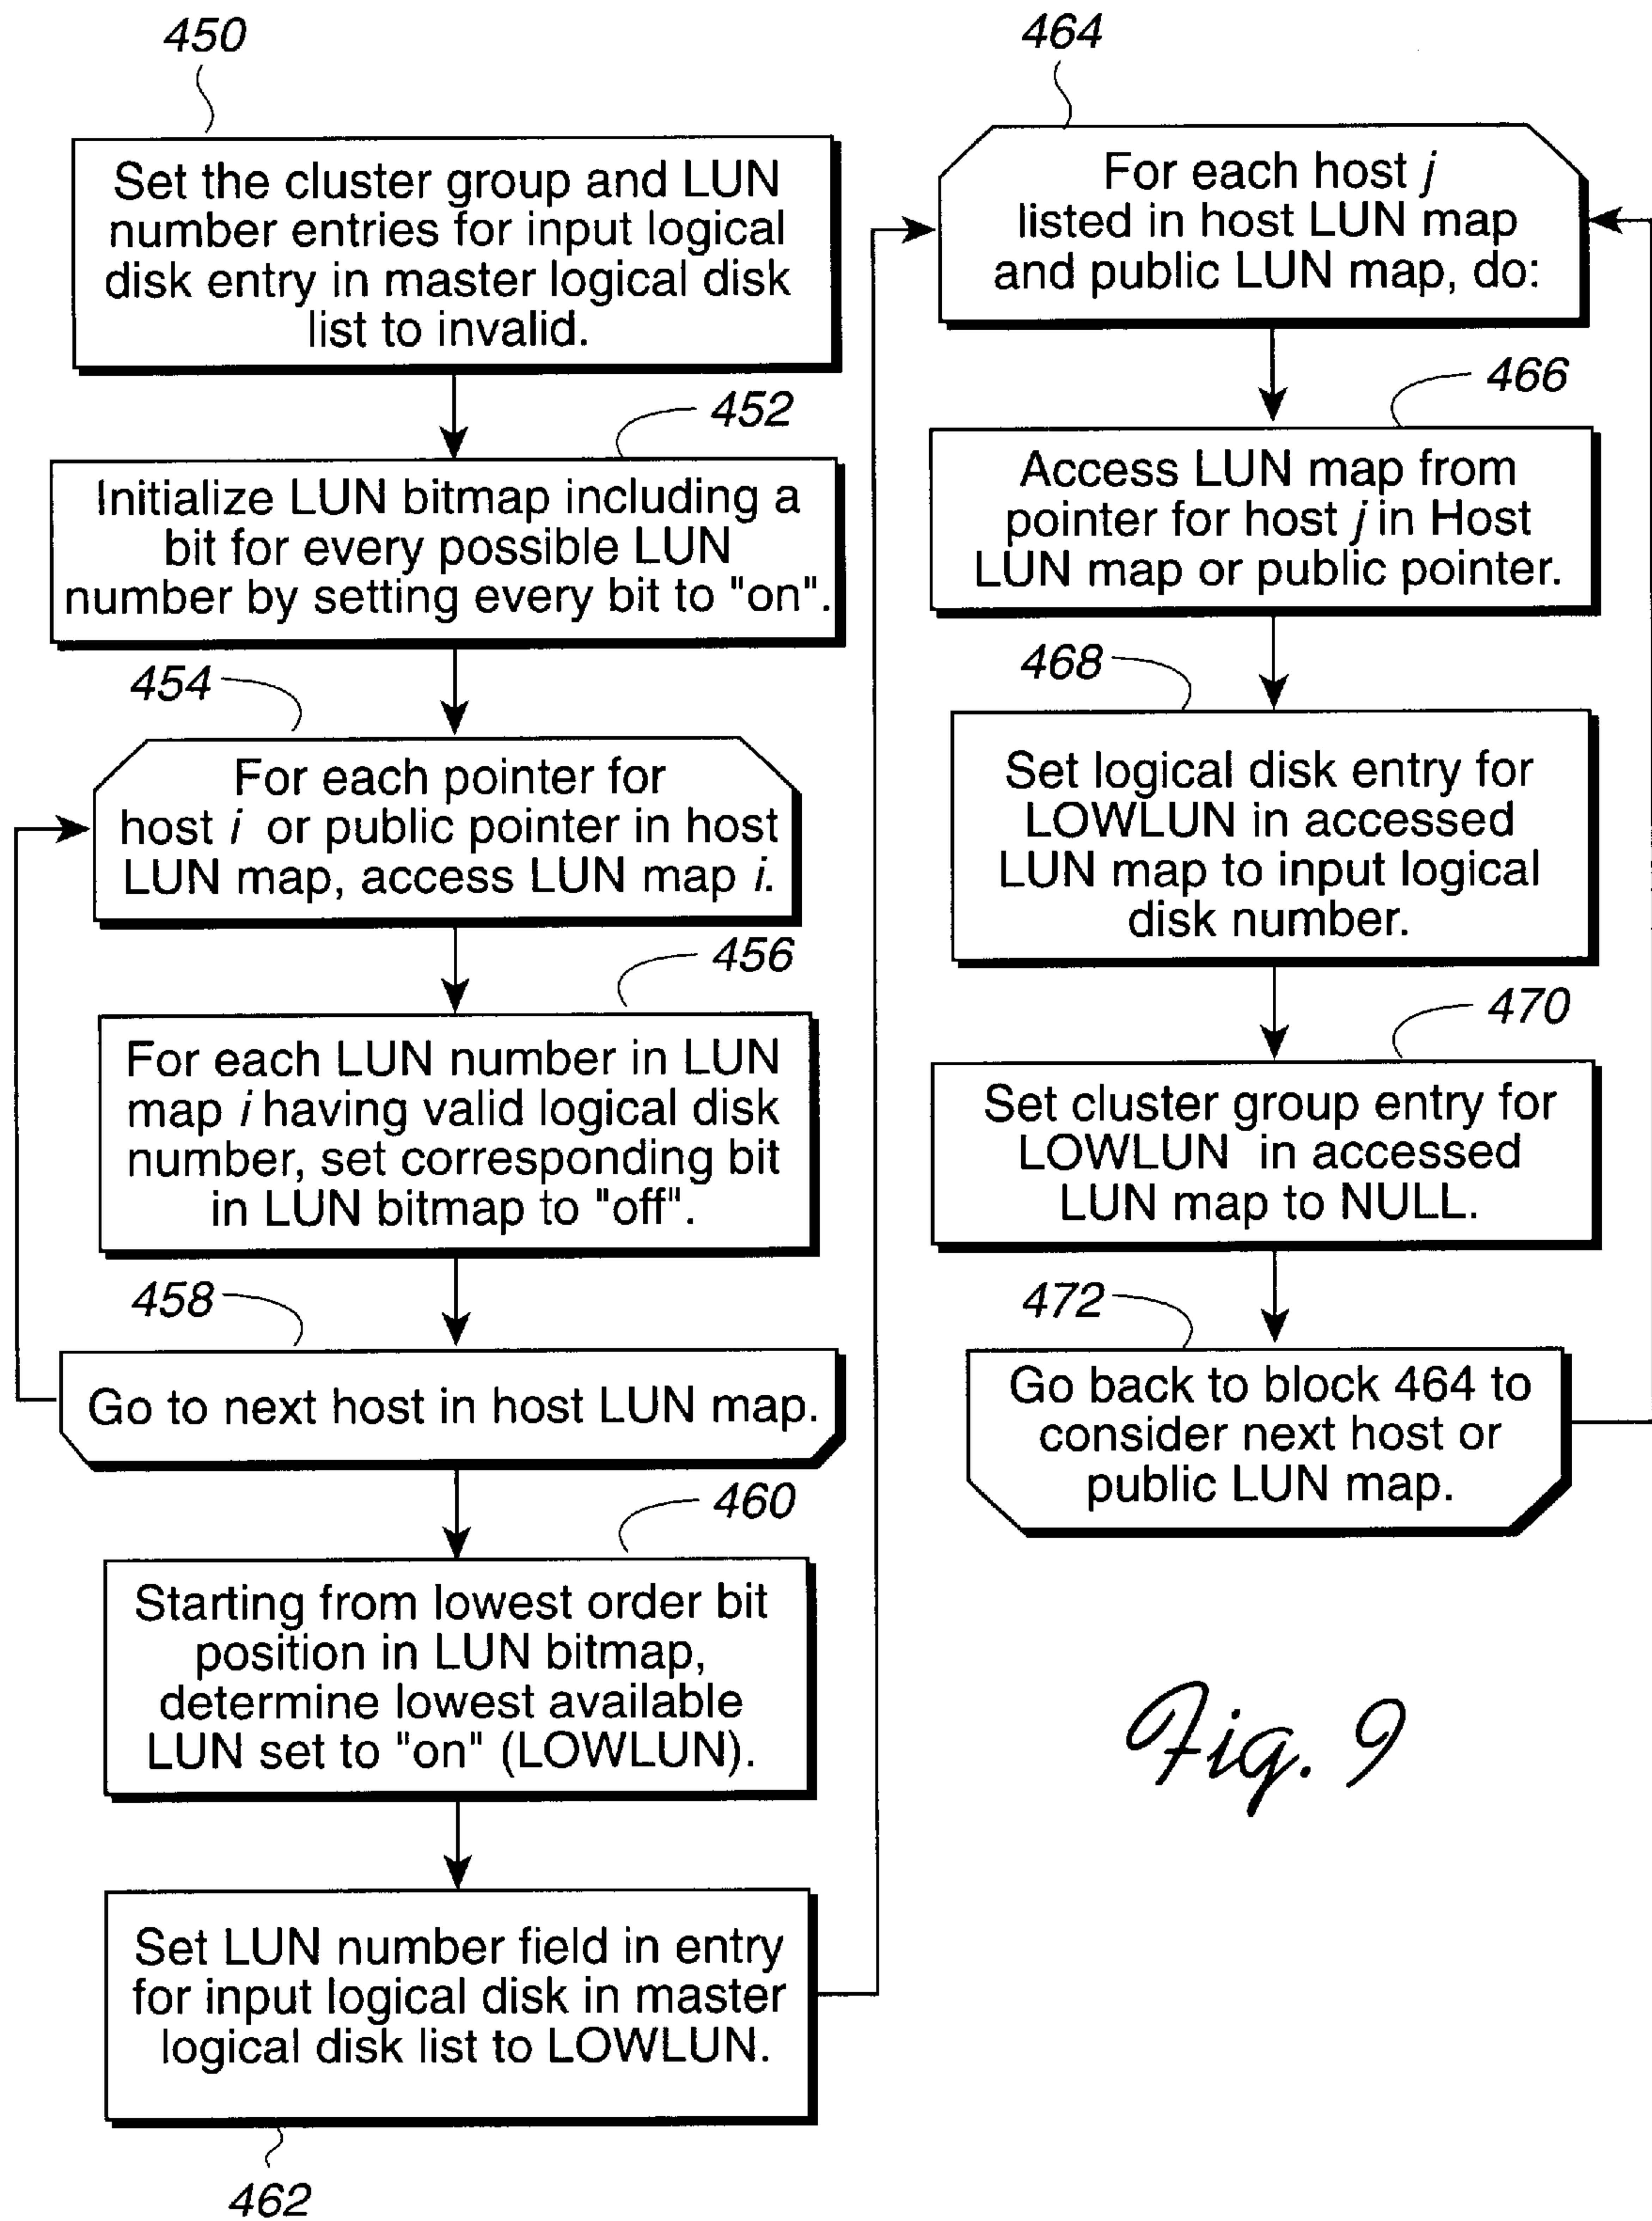 450
Set the cluster group and LUN
number entries for input logical
disk entry in master logical disk
list to invalid.
452
Initialize LUN bitmap including a
bit for every possible LUN
number by setting every bit to "on".
454
For each pointer for
host i or public pointer in host
LUN map, access LUN map i.
456
For each LUN number in LUN
map i having valid logical disk
number, set corresponding bit
in LUN bitmap to "off".
458
Go to next host in host LUN map.
460
Starting from lowest order bit
position in LUN bitmap,
determine lowest available
LUN set to "on" (LOWLUN).
Set LUN number field in entry
for input logical disk in master
logical disk list to LOWLUN.
462
464
For each host j
listed in host LUN map
and public LUN map, do:
466
Access LUN map from
pointer for host j in Host
LUN map or public pointer.
468
Set logical disk entry for
LOWLUN in accessed
LUN map to input logical
disk number.
470
Set cluster group entry for
LOWLUN in accessed
LUN map to NULL.
472
Go back to block 464 to
consider next host or
public LUN map.
Fig. 9